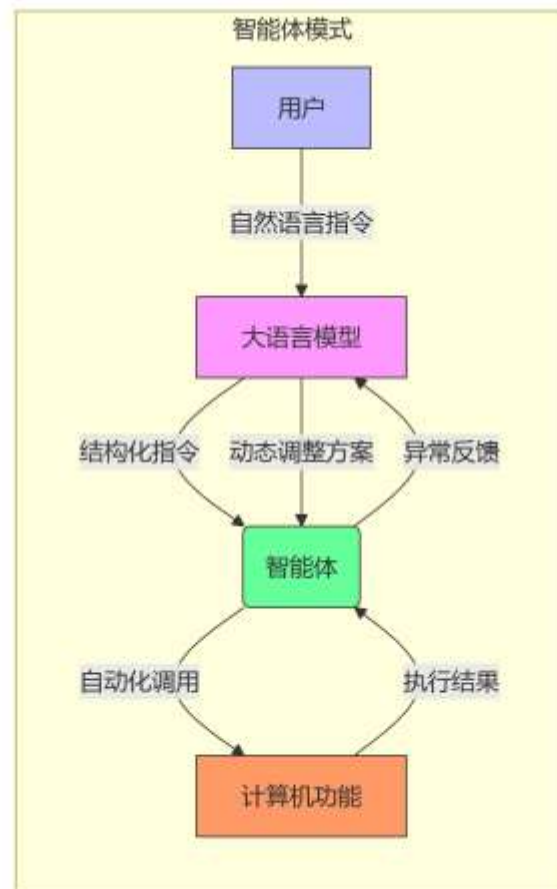 智能体模式
用户
自然语言指令
大语言模型
结构化指令
动态调整方案
异常反馈
智能体
自动化调用
执行结果
计算机功能